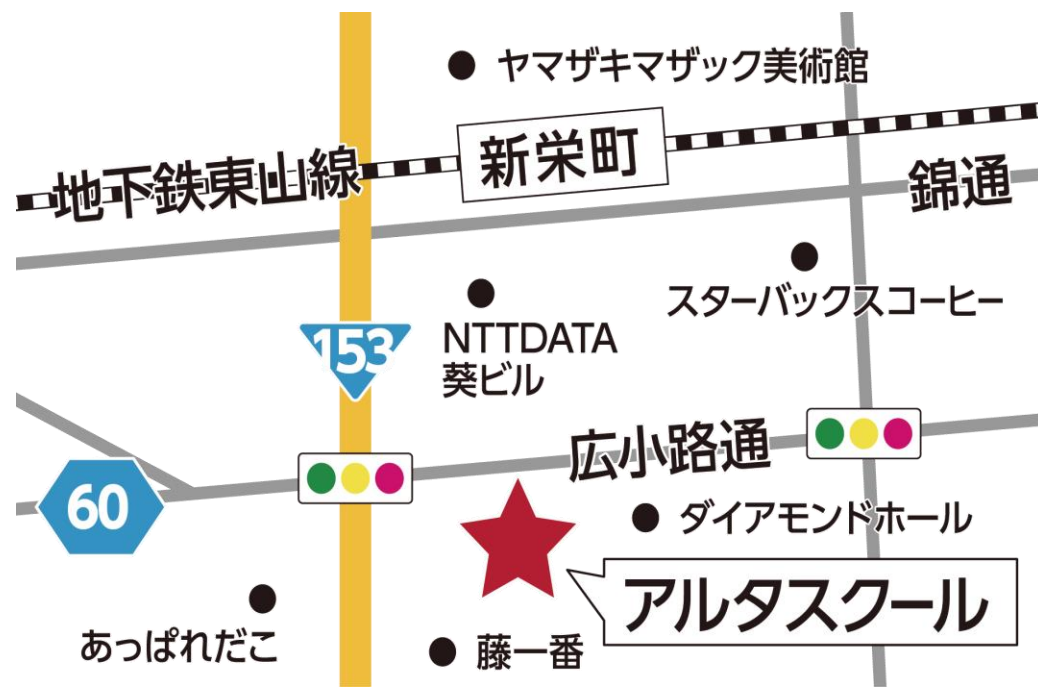 ヤマザキマザック美術館
新栄町
地下鉄東山線
錦通
スターバックスコーヒー
NTTDATA
葵ビル
153
広小路通
60
ダイアモンドホール
アルタスクール
あっぱれだこ
藤一番